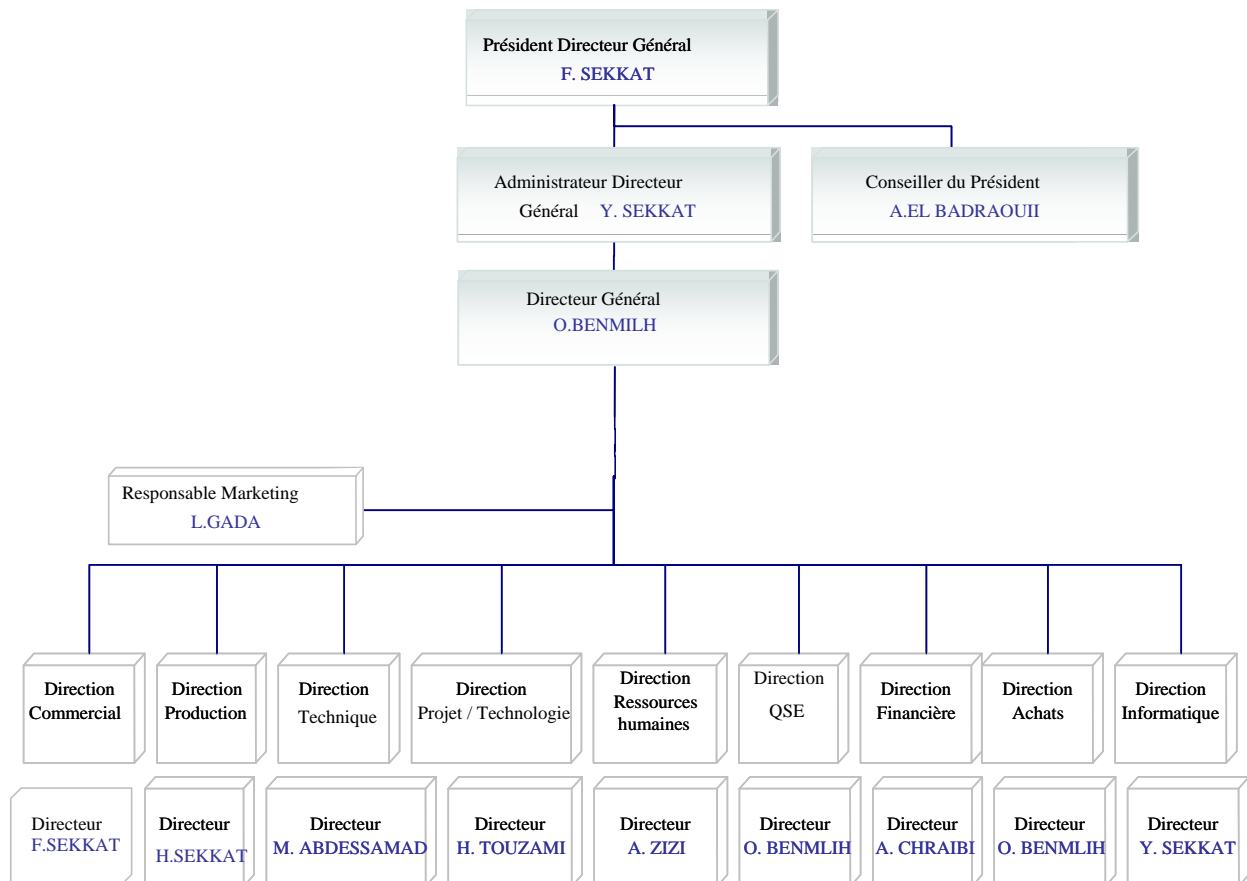 Président Directeur Général
F. SEKKAT
Administrateur Directeur
Général Y. SEKKAT
Conseiller du Président
A.EL BADRAOUII
Directeur Général
O.BENMILH
Responsable Marketing
L.GADA
Direction
Commercial
Direction
Production
Direction
Technique
Direction
Projet / Technologie
Direction
Ressources
humaines
Direction
QSE
Direction
Financière
Direction
Achats
Direction
Informatique
Directeur
F.SEKKAT
Directeur
H.SEKKAT
Directeur
M. ABDESSAMAD
Directeur
H. TOUZAMI
Directeur
A. ZIZI
Directeur
O. BENMLIH
Directeur
A. CHRAIBI
Directeur
O. BENMLIH
Directeur
Y. SEKKAT